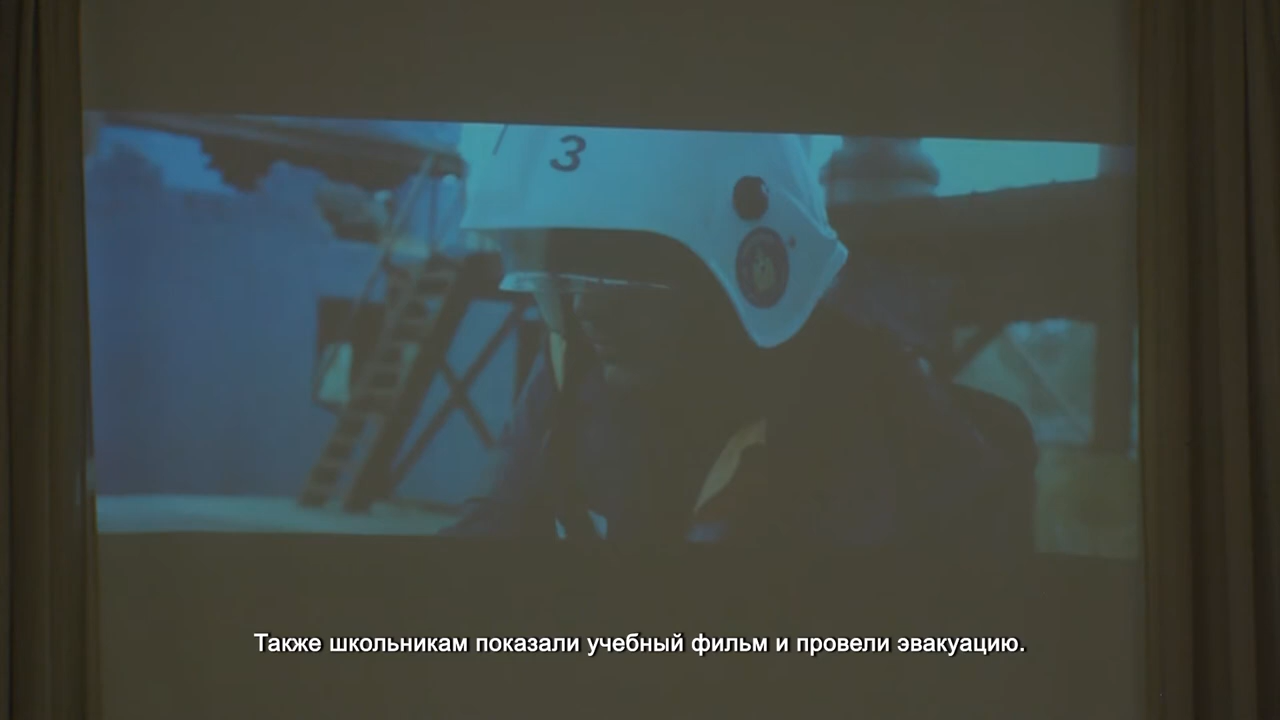 3
Также школьникам показали учебный фильм и провели эвакуацию.